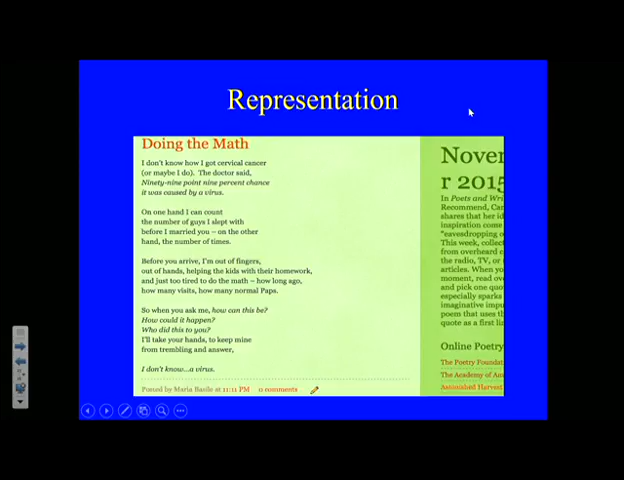 Representation
Doing the Math
I don't know how I got cervical cancer
(or maybe I do).  The doctor said,
Ninety-nine point nine percent chance
it was caused by a virus.
On one hand I can count
the number of guys I slept with
before I married you – on the other
hand, the number of times.
Before you arrive, I'm out of fingers,
out of hands, helping the kids with their homework,
and just too tired to do the math – how long ago,
how many visits, how many normal Paps.
So when you ask me, how can this be?
How could it happen?
Who did this to you?
I'll take your hands, to keep mine
from trembling and answer,
I don't know...a virus.
Posted by Maria Basile at 11:11 PM 0 comments
Nover
r 2015
In Poets and Wri
Recommend, Car
shares that her id
inspiration come
"eavesdropping o
This week, collect
from overheard c
the radio, TV, or
articles. When yo
moment, read ov
and pick one quo
especially sparks
imaginative impu
poem that uses th
quote as a first li
Online Poetry
The Poetry Foundat
The Academy of Am
Astonished Harvest